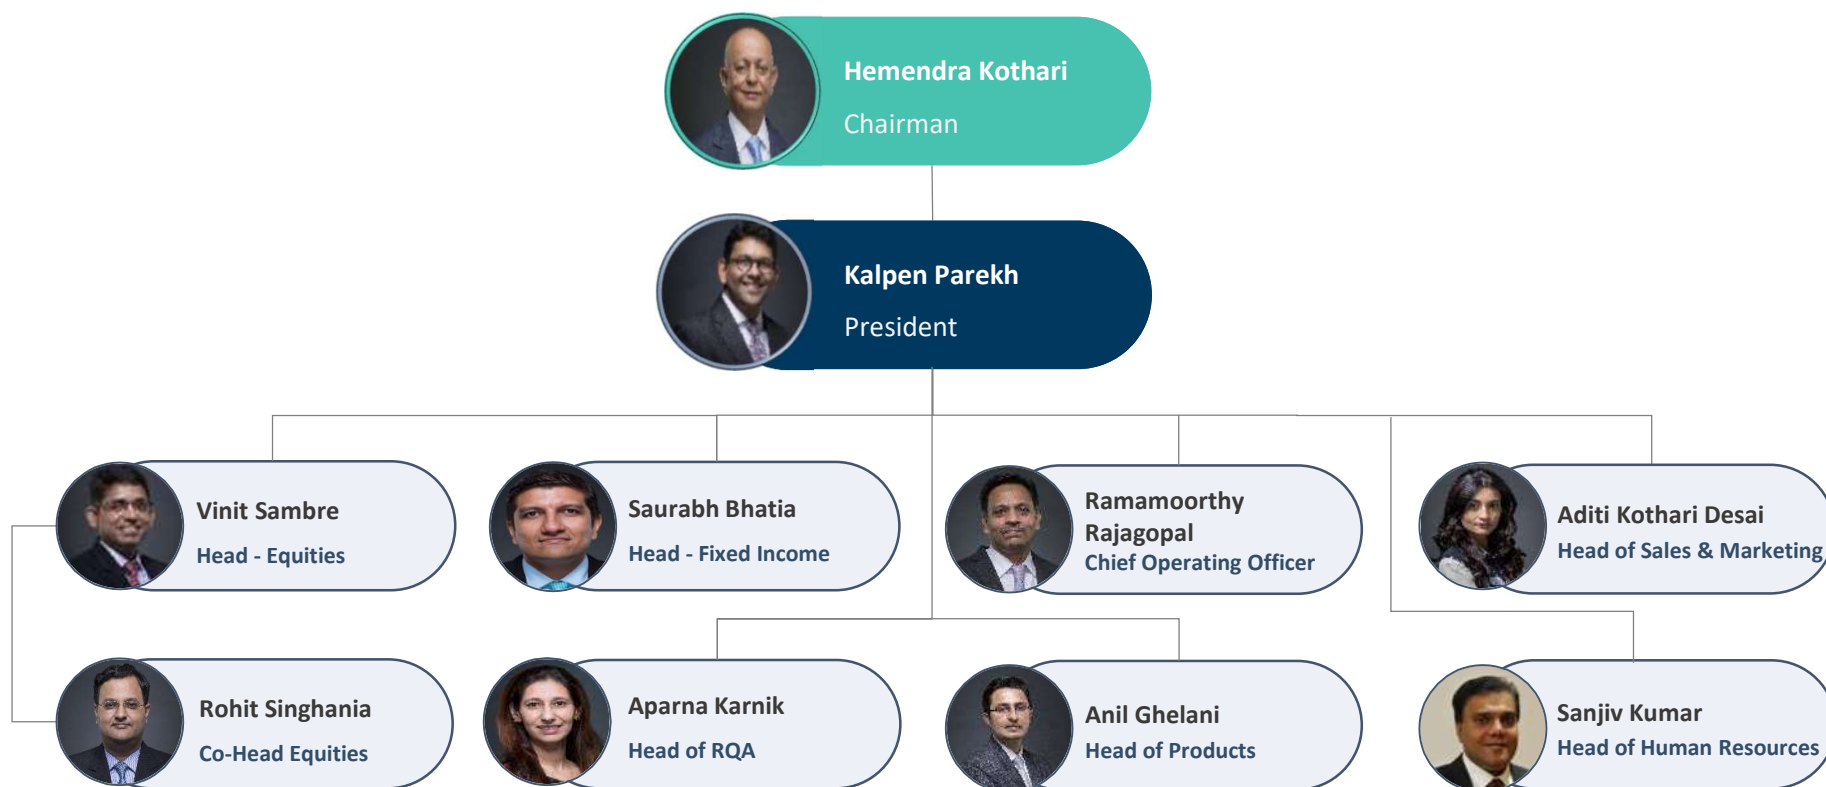 Hemendra Kothari
Chairman
Kalpen Parekh
President
Vinit Sambre
Head - Equities
Saurabh Bhatia
Head - Fixed Income
Ramamoorthy
Rajagopal
Chief Operating Officer
Aditi Kothari Desai
Head of Sales & Marketing
Rohit Singhania
Co-Head Equities
Aparna Karnik
Head of RQA
Anil Ghelani
Head of Products
Sanjiv Kumar
Head of Human Resources